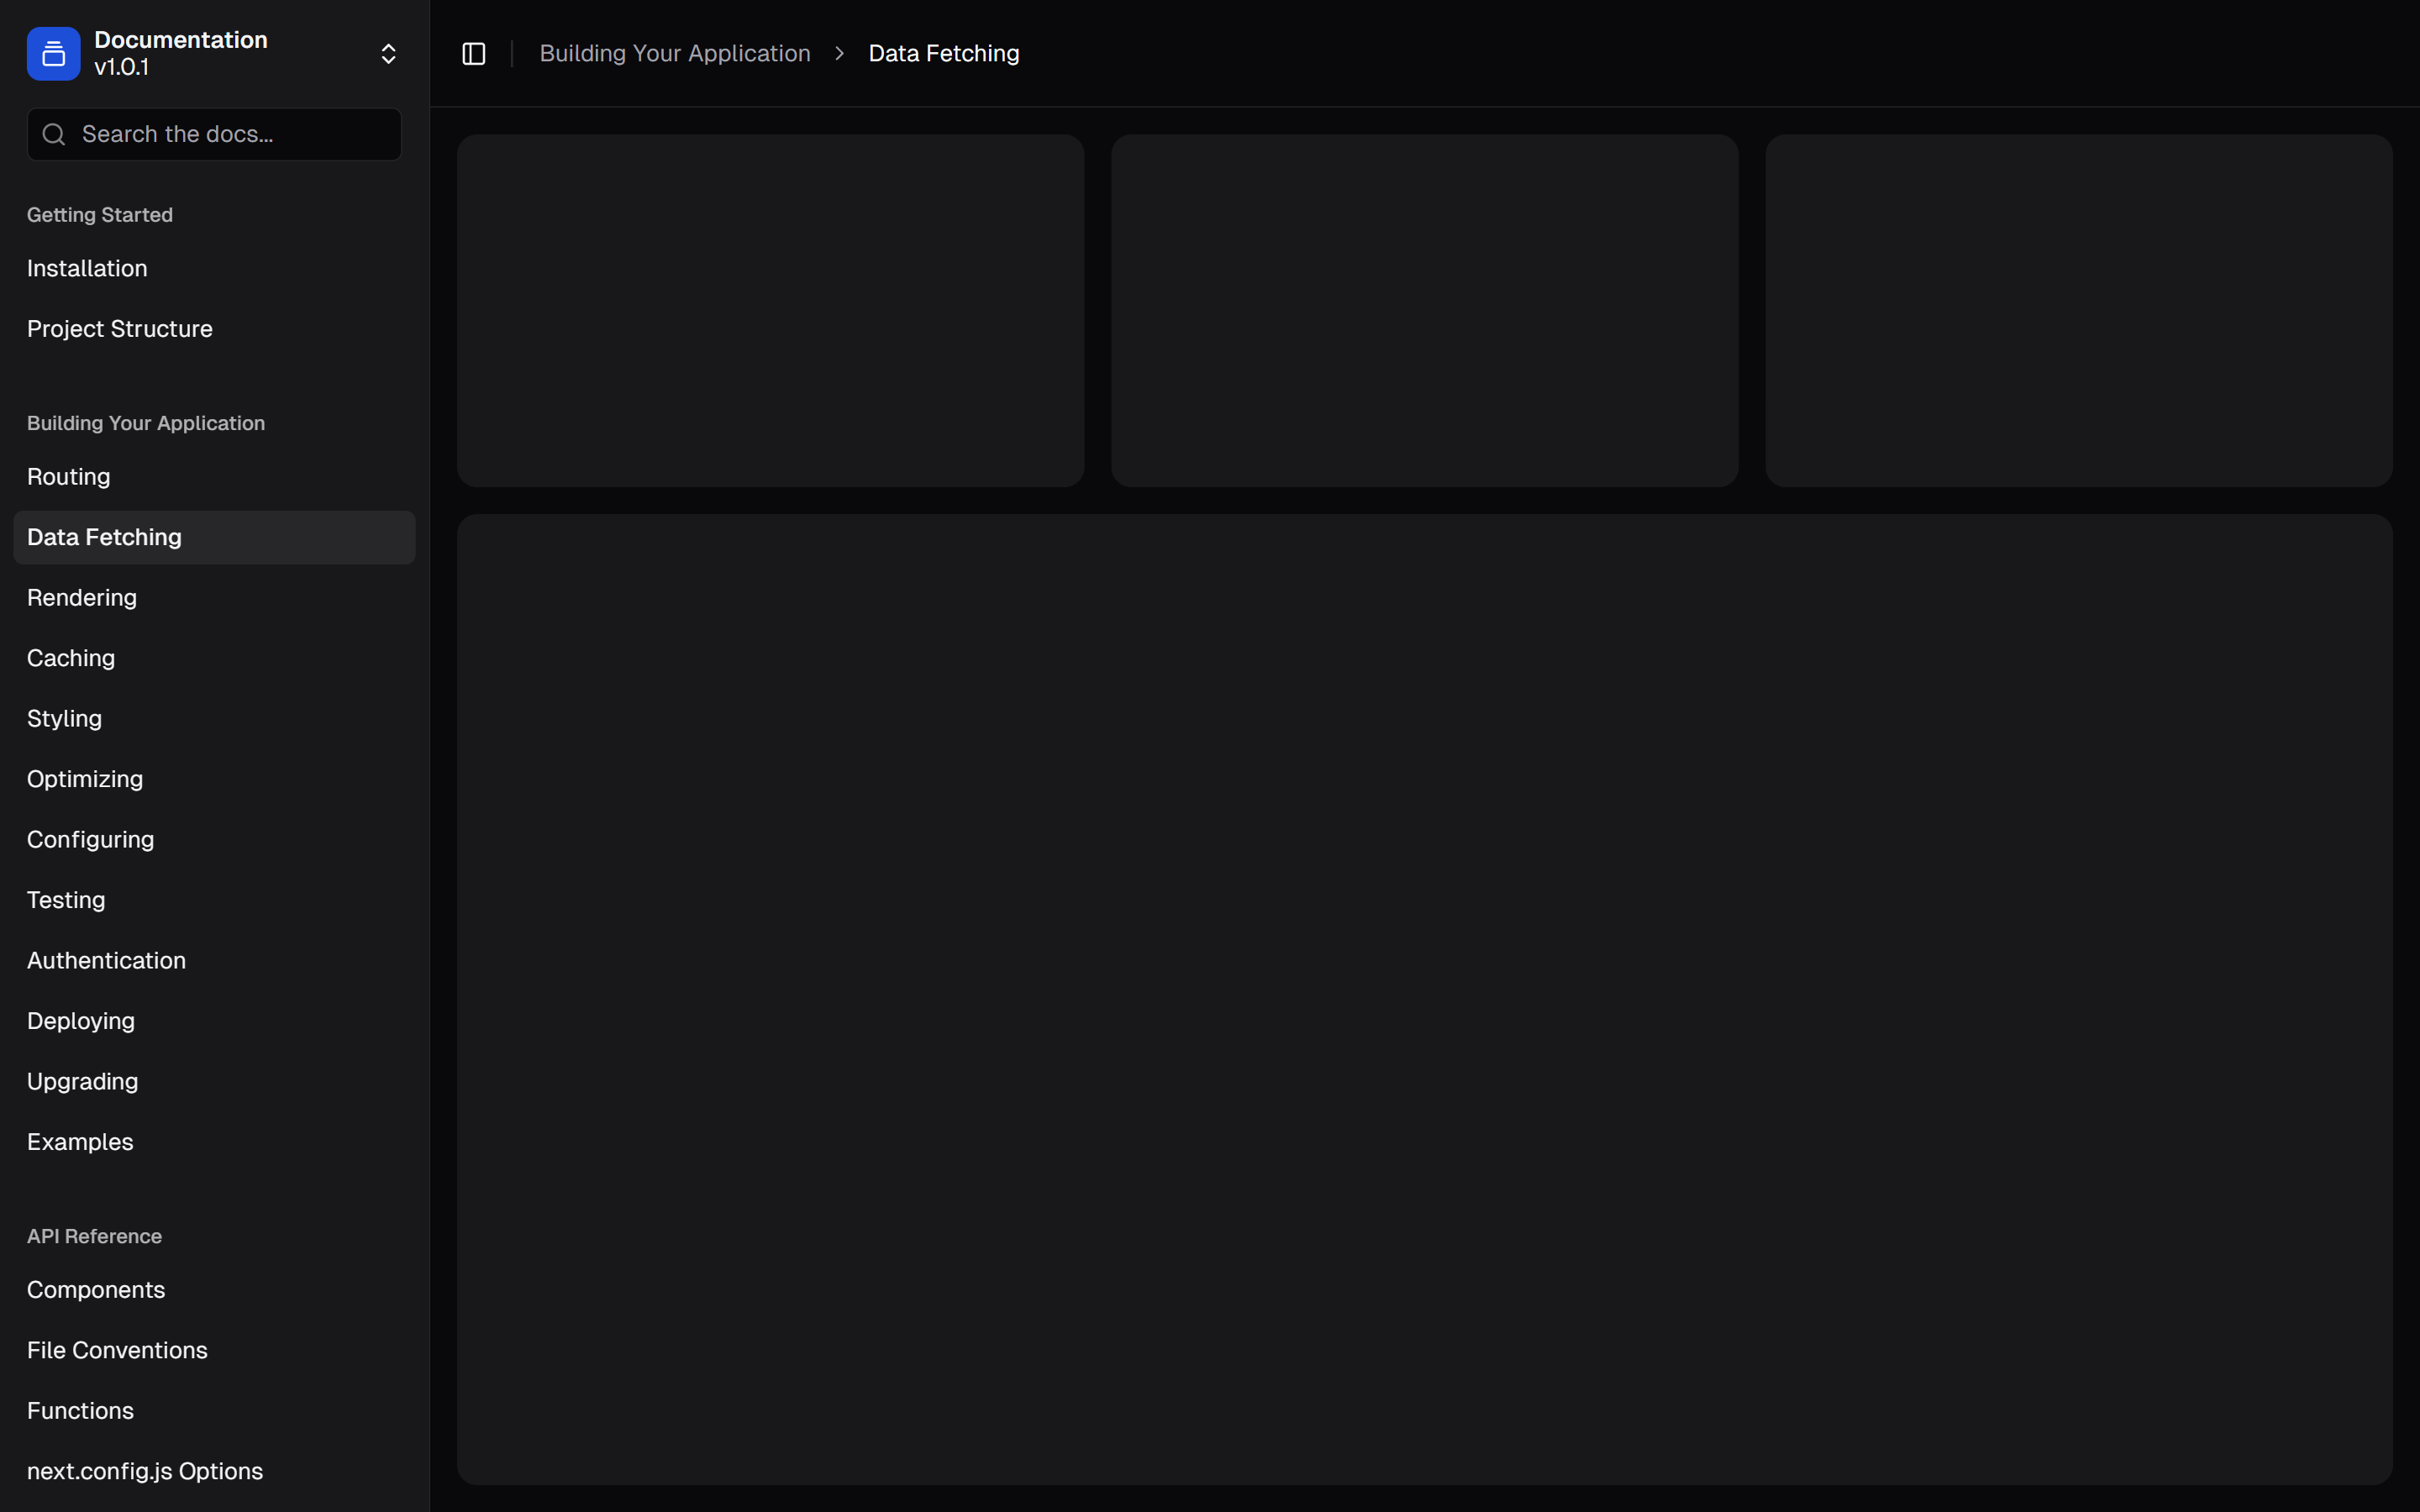 Documentation
v1.0.1
Search the docs...
Getting Started
Installation
Project Structure
Building Your Application
Routing
Data Fetching
Rendering
Caching
Styling
Optimizing
Configuring
Testing
Authentication
Deploying
Upgrading
Examples
API Reference
Components
File Conventions
Functions
next.config.js Options
Building Your Application
Data Fetching